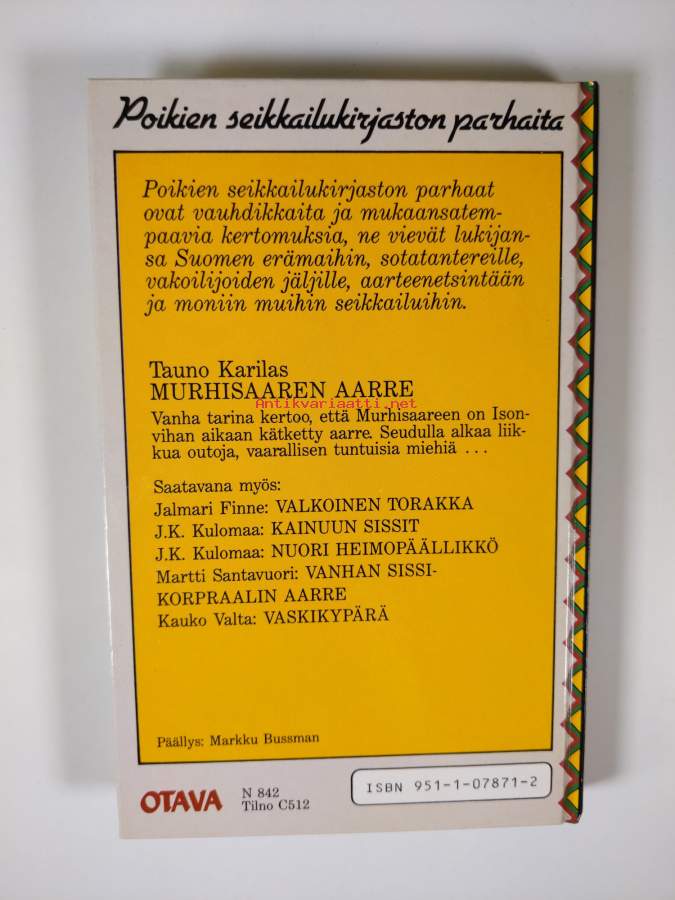 Poikien seikkailukirjaston parhaita
Poikien seikkailukirjaston parhaat
ovat vauhdikkaita ja mukaansatem-
paavia kertomuksia, ne vievät lukijan-
sa Suomen erämaihin, sotatantereille,
vakoilijoiden jäljille, aarteenetsintään
ja moniin muihin seikkailuihin.
Tauno Karilas
MURHISAAREN AARRE
Antikvariaatti.net
Vanha tarina kertoo, että Murhisaareen on Ison-
vihan aikaan kätketty aarre. Seudulla alkaa liik-
kua outoja, vaarallisen tuntuisia miehiä ...
Saatavana myös:
Jalmari Finne: VALKOINEN TORAKKA
J.K. Kulomaa: KAINUUN SISSIT
J.K. Kulomaa: NUORI HEIMOPÄÄLLIKKÖ
Martti Santavuori: VANHAN SISSI-
KORPRAALIN AARRE
Kauko Valta: VASKIKYPÄRÄ
Päällys: Markku Bussman
OTAVA
N 842
Tilno C512
ISBN 951-1-07871-2